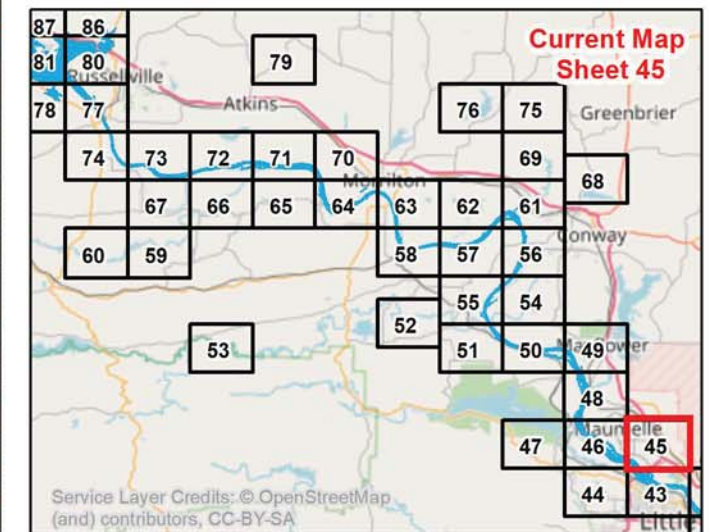 87 86
Current Map
Sheet 45
81 80
Russellville
79
78 77
Atkins
76 75
Greenbrier
74 73 72 71 70
69
Morrilton
68
67 66 65 64 63 62 61
Conway
60 59
58 57 56
55 54
52
53
51 50 49
48
Maumelle
47 46 45
44 43
Little
Service Layer Credits: © OpenStreetMap
(and) contributors, CC-BY-SA